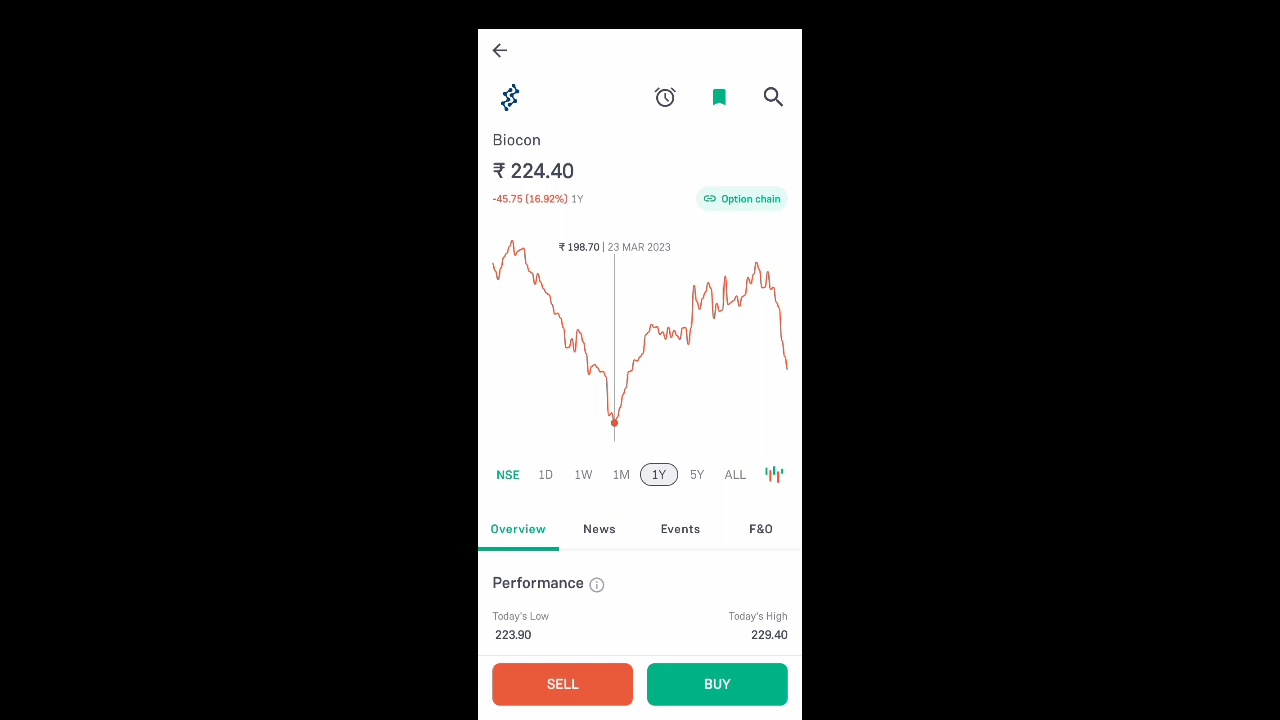 Biocon
₹ 224.40
-45.75 (16.92%) 1Y
Option chain
₹ 198.70 | 23 MAR 2023
NSE 1D 1W 1M 1Y 5Y ALL
Overview News Events F&O
Performance
Today's Low Today's High
223.90 229.40
SELL BUY